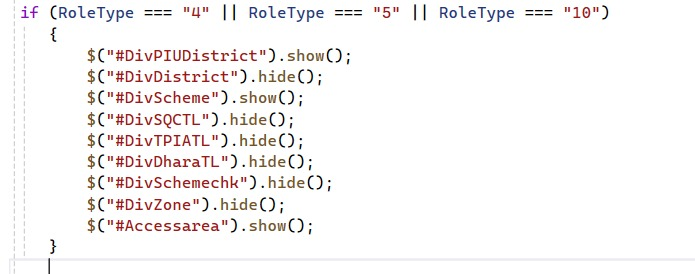 if (RoleType === "4" || RoleType === "5" || RoleType === "10")
{
$("#DivPIUDistrict").show();
$("#DivDistrict").hide();
$("#DivScheme").show();
$("#DivSQCTL").hide();
$("#DivTPIATL").hide();
$("#DivDharaTL").hide();
$("#DivSchemechk").hide();
$("#DivZone").hide();
$("#Accessarea").show();
}